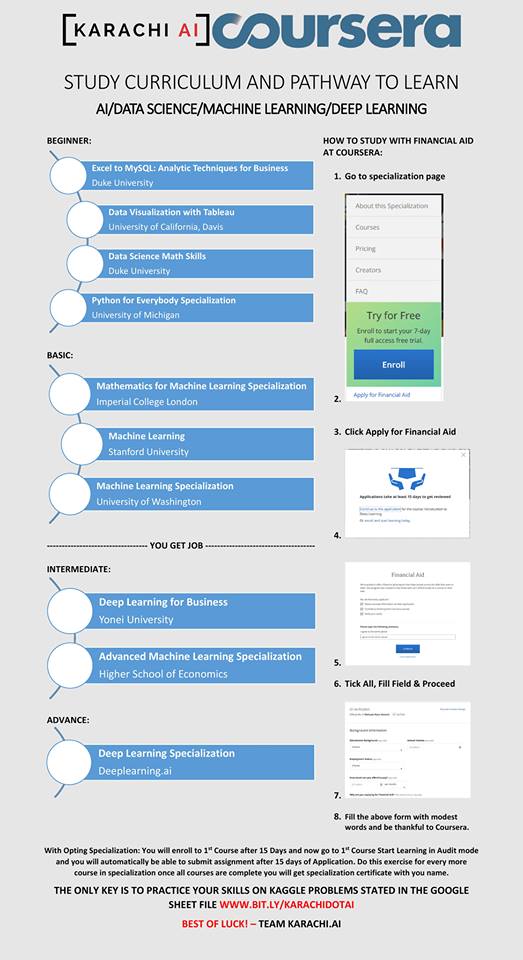 [KARACHI AI] coursera
STUDY CURRICULUM AND PATHWAY TO LEARN
AI/DATA SCIENCE/MACHINE LEARNING/DEEP LEARNING
BEGINNER:
Excel to MySQL: Analytic Techniques for Business
Duke University
Data Visualization with Tableau
University of California, Davis
Data Science Math Skills
Duke University
Python for Everybody Specialization
University of Michigan
BASIC:
Mathematics for Machine Learning Specialization
Imperial College London
Machine Learning
Stanford University
Machine Learning Specialization
University of Washington
---------------------------------- YOU GET JOB -------------------------------------
INTERMEDIATE:
Deep Learning for Business
Yonei University
Advanced Machine Learning Specialization
Higher School of Economics
ADVANCE:
Deep Learning Specialization
Deeplearning.ai
HOW TO STUDY WITH FINANCIAL AID
AT COURSERA:
1. Go to specialization page
About this Specialization
Courses
Pricing
Creators
FAQ
Try for Free
Enroll to start your 7-day
full access free trial.
Enroll
Apply for Financial Aid
2.
3. Click Apply for Financial Aid
Applications take at least 15 days to get reviewed
4.
Financial Aid
5.
6. Tick All, Fill Field & Proceed
Background Information
7.
8. Fill the above form with modest
words and be thankful to Coursera.
With Opting Specialization: You will enroll to 1st Course after 15 Days and now go to 1st Course Start Learning in Audit mode
and you will automatically be able to submit assignment after 15 days of Application. Do this exercise for every more
course in specialization once all courses are complete you will get specialization certificate with you name.
THE ONLY KEY IS TO PRACTICE YOUR SKILLS ON KAGGLE PROBLEMS STATED IN THE GOOGLE
SHEET FILE WWW.BIT.LY/KARACHIDOTAI
BEST OF LUCK! – TEAM KARACHI.AI